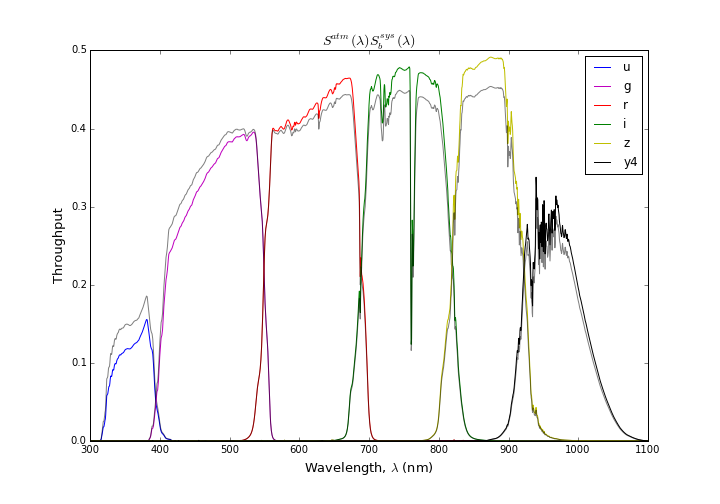 S^{atm}(λ)S_b^{sys}(λ)
Throughput
0.5
0.4
0.3
0.2
0.1
0.0
300 400 500 600 700 800 900 1000 1100
Wavelength, λ (nm)
u
g
r
i
z
y4